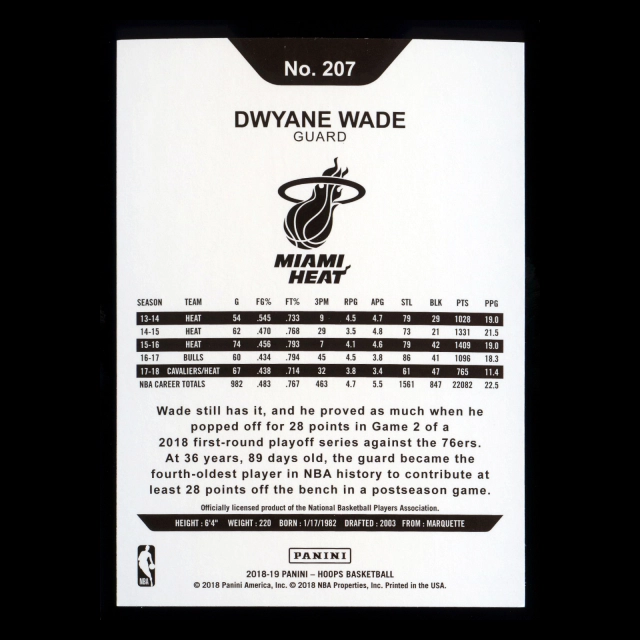 No. 207
DWYANE WADE
GUARD
MIAMI
HEAT
SEASON TEAM G FG% FT% 3PM RPG APG STL BLK PTS PPG
13-14 HEAT 54 .545 .733 9 4.5 4.7 79 29 1028 19.0
14-15 HEAT 62 .470 .768 29 3.5 4.8 73 21 1331 21.5
15-16 HEAT 74 .456 .793 7 4.1 4.6 79 42 1409 19.0
16-17 BULLS 60 .434 .794 45 4.5 3.8 86 41 1096 18.3
17-18 CAVALIERS/HEAT 67 .438 .714 32 3.8 3.4 61 47 765 11.4
NBA CAREER TOTALS 982 .483 .767 463 4.7 5.5 1561 847 22082 22.5
Wade still has it, and he proved as much when he
popped off for 28 points in Game 2 of a
2018 first-round playoff series against the 76ers.
At 36 years, 89 days old, the guard became the
fourth-oldest player in NBA history to contribute at
least 28 points off the bench in a postseason game.
Officially licensed product of the National Basketball Players Association.
HEIGHT : 6'4" WEIGHT : 220 BORN : 1/17/1982 DRAFTED : 2003 FROM : MARQUETTE
PANINI
NBA
2018-19 PANINI – HOOPS BASKETBALL
© 2018 Panini America, Inc. © 2018 NBA Properties, Inc. Printed in the USA.